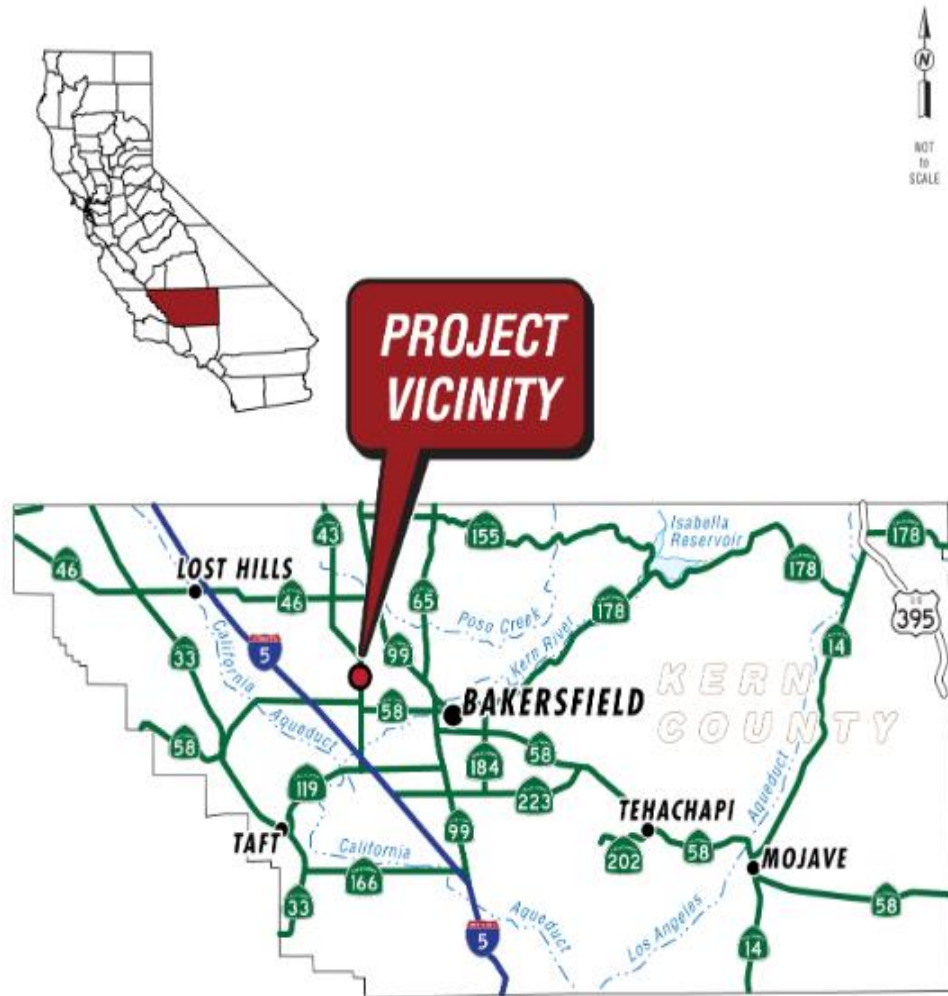 N
NOT
to
SCALE
PROJECT
VICINITY
43
155
Isabella
Reservoir
178
46
LOST HILLS
46
65
178
178
US
395
Poso Creek
California
5
99
Kern River
14
33
KERN
COUNTY
58
BAKERSFIELD
Aqueduct
58
58
184
119
223
Aqueduct
TAFT
99
TEHACHAPI
California
202
58
MOJAVE
166
33
58
Aqueduct
Los Angeles
5
14